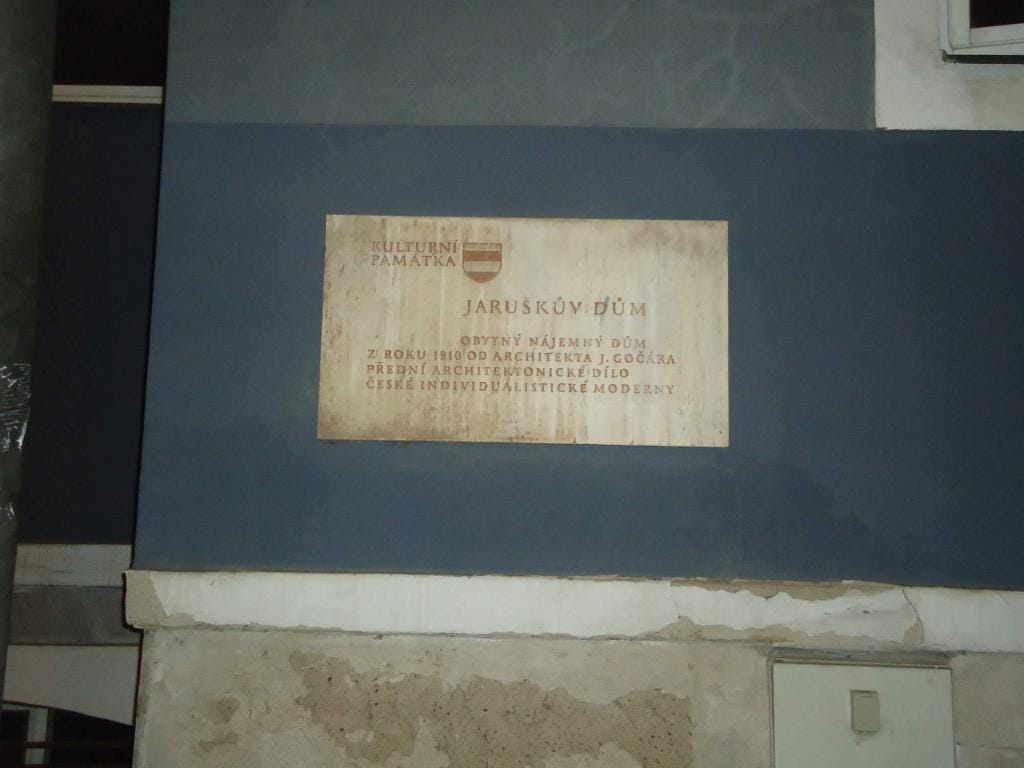 KULTURNÍ
PAMÁTKA
JARUŠKŮV DŮM
OBYTNÝ NÁJEMNÝ DŮM
Z ROKU 1910 OD ARCHITEKTA J. GOČÁRA
PŘEDNÍ ARCHITEKTONICKÉ DÍLO
ČESKÉ INDIVIDUALISTICKÉ MODERNY